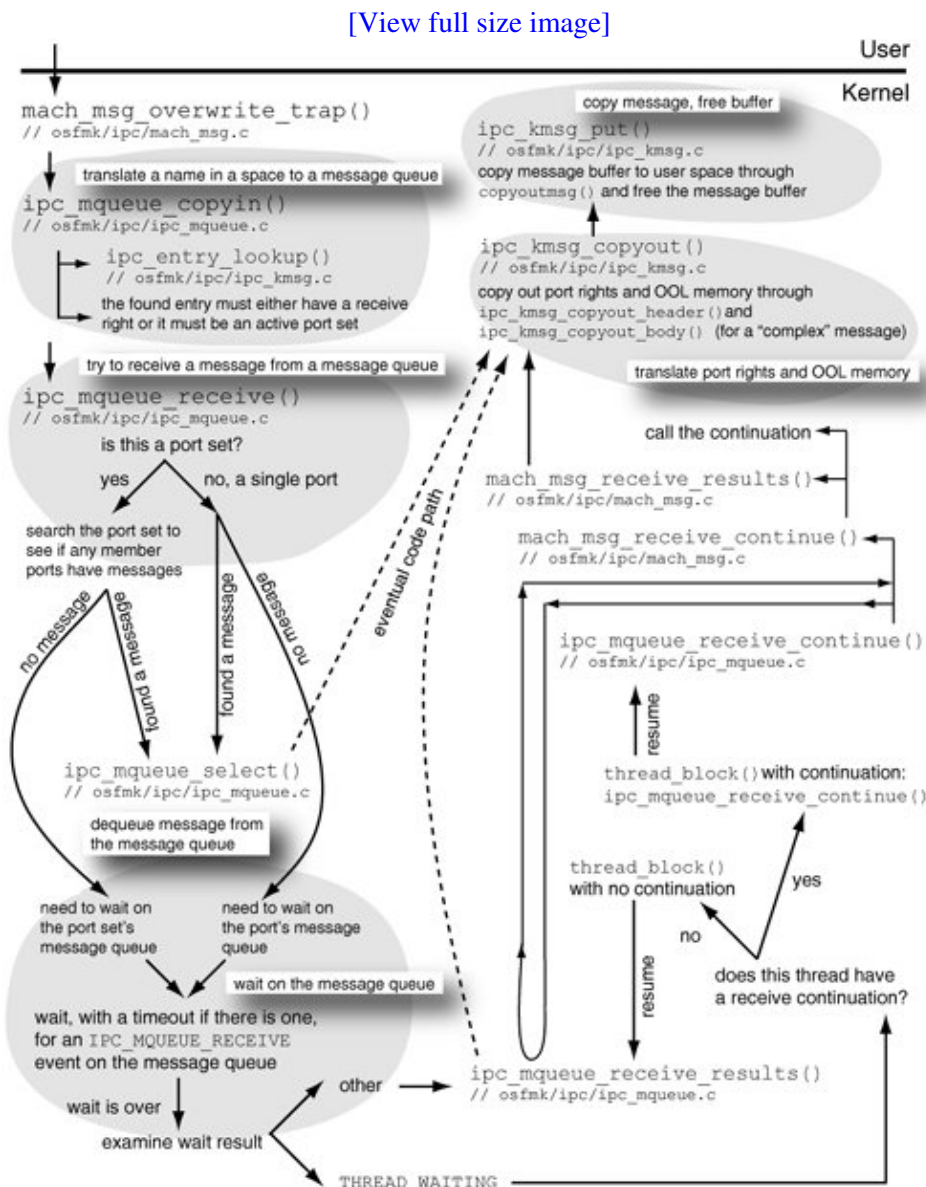 [View full size image]
User
Kernel
mach_msg_overwrite_trap()
// osfmk/ipc/mach_msg.c
translate a name in a space to a message queue
ipc_mqueue_copyin()
// osfmk/ipc/ipc_mqueue.c
ipc_entry_lookup()
// osfmk/ipc/ipc_kmsg.c
the found entry must either have a receive
right or it must be an active port set
try to receive a message from a message queue
ipc_mqueue_receive()
// osfmk/ipc/ipc_mqueue.c
is this a port set?
yes
no, a single port
search the port set to
see if any member
ports have messages
no message
found a message
found a message
no message
ipc_mqueue_select()
// osfmk/ipc/ipc_mqueue.c
dequeue message from
the message queue
need to wait on
the port set's
message queue
need to wait on
the port's message
queue
wait on the message queue
wait, with a timeout if there is one,
for an IPC_MQUEUE_RECEIVE
event on the message queue
wait is over
examine wait result
other
THREAD_WAITING
copy message, free buffer
ipc_kmsg_put()
// osfmk/ipc/ipc_kmsg.c
copy message buffer to user space through
copyoutmsg() and free the message buffer
ipc_kmsg_copyout()
// osfmk/ipc/ipc_kmsg.c
copy out port rights and OOL memory through
ipc_kmsg_copyout_header() and
ipc_kmsg_copyout_body() (for a “complex” message)
translate port rights and OOL memory
eventual code path
call the continuation
mach_msg_receive_results()
// osfmk/ipc/mach_msg.c
mach_msg_receive_continue()
// osfmk/ipc/mach_msg.c
ipc_mqueue_receive_continue()
// osfmk/ipc/ipc_mqueue.c
resume
thread_block() with continuation:
ipc_mqueue_receive_continue()
thread_block()
with no continuation
yes
no
does this thread have
a receive continuation?
resume
ipc_mqueue_receive_results()
// osfmk/ipc/ipc_mqueue.c